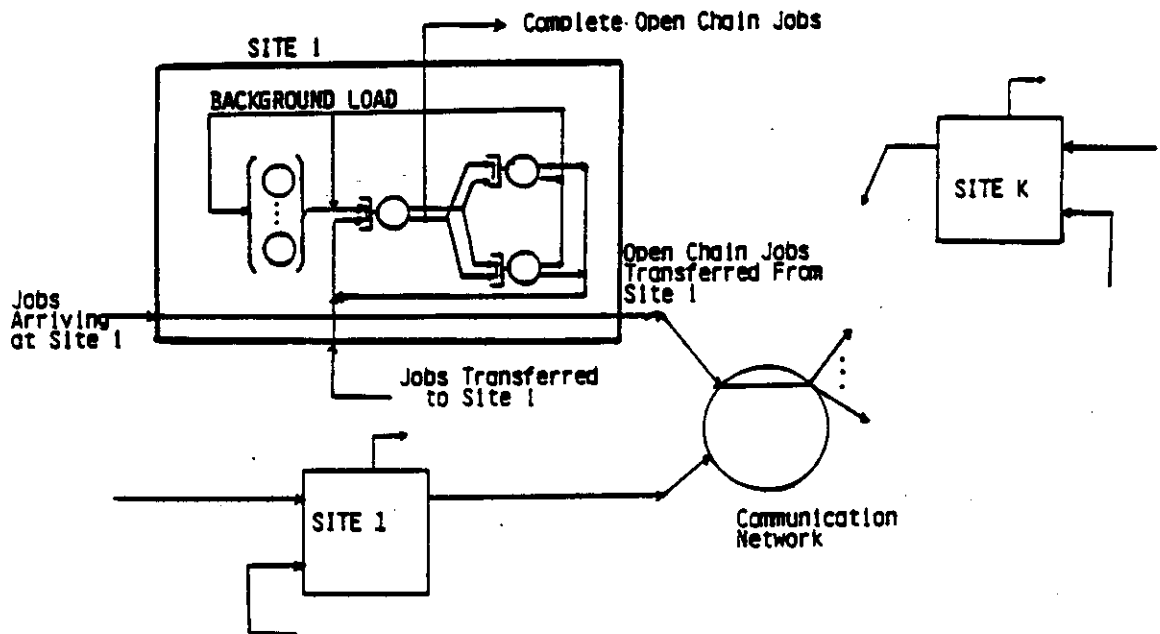 Complete Open Chain Jobs
SITE 1
BACKGROUND LOAD
SITE K
Open Chain Jobs
Transferred From
Site 1
Jobs
Arriving
at Site 1
Jobs Transferred
to Site 1
SITE 1
Communication
Network